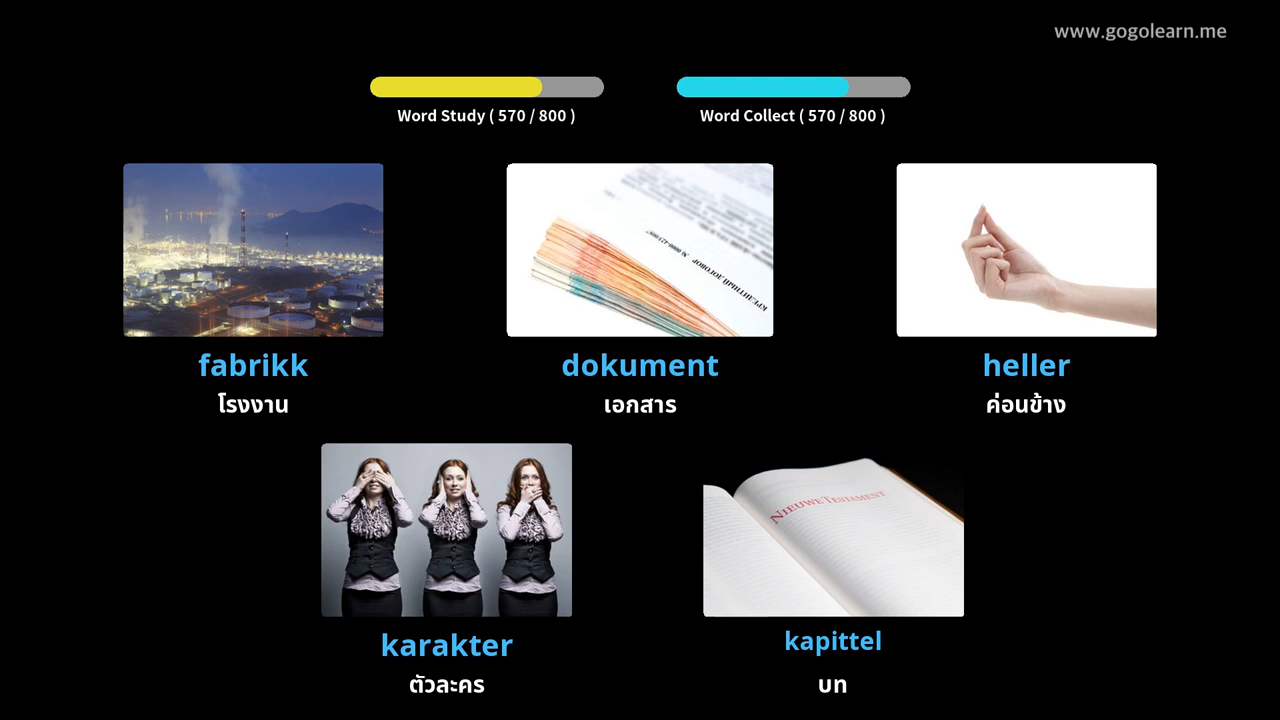 www.gogolearn.me
Word Study ( 570 / 800 )
Word Collect ( 570 / 800 )
КРЕДИТНЫЙ ДОГОВОР
fabrikk
dokument
heller
โรงงาน
เอกสาร
ค่อนข้าง
NIEUWE TESTAMENT
karakter
kapittel
ตัวละคร
บท